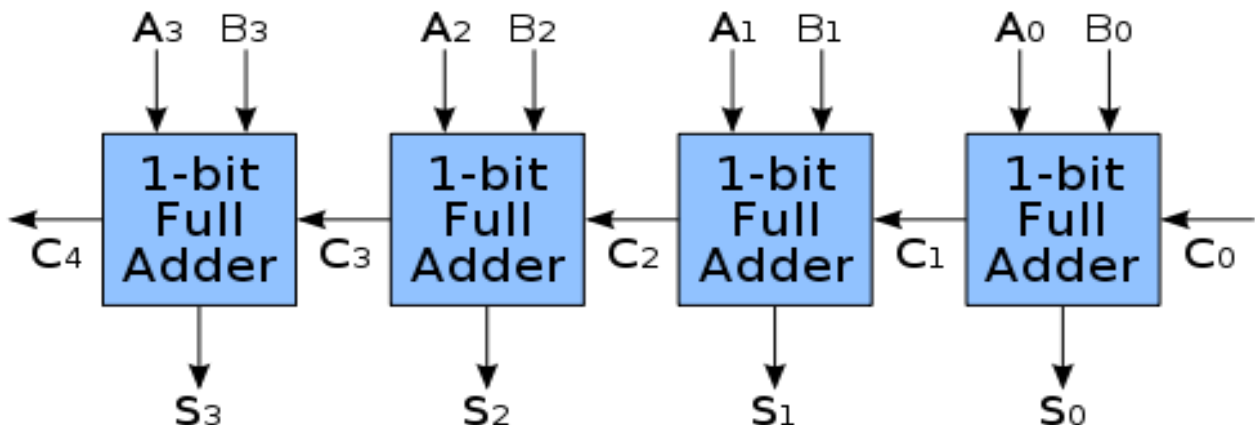 A3 B3 A2 B2 A1 B1 A0 B0
1-bit 1-bit 1-bit 1-bit
Full Full Full Full
C4 Adder C3 Adder C2 Adder C1 Adder C0
S3 S2 S1 S0